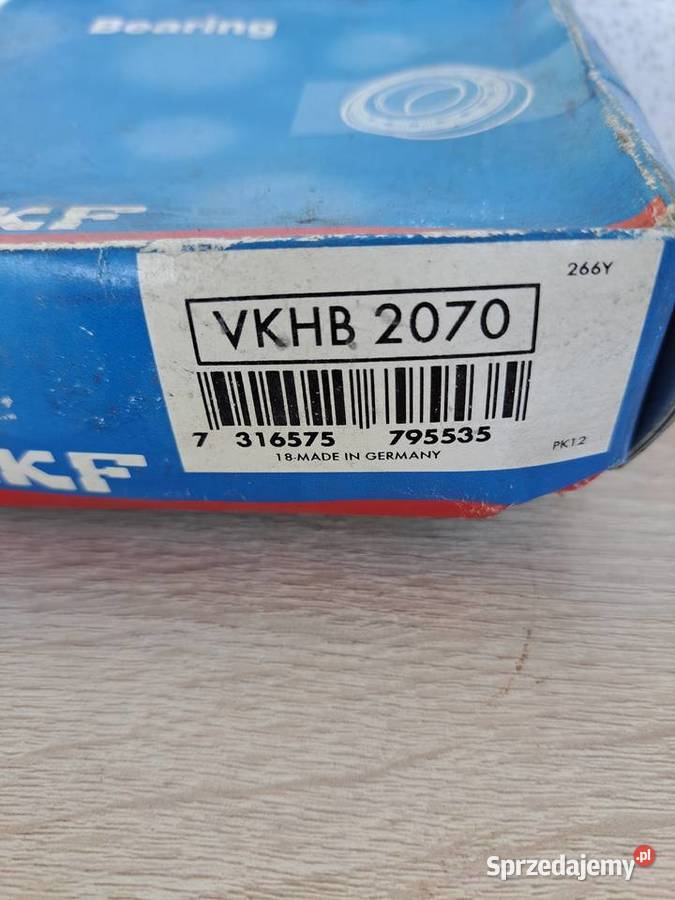 Bearing
KF
266Y
VKHB 2070
7 316575 795535
18-MADE IN GERMANY
PK12
KF
Sprzedajemy.pl